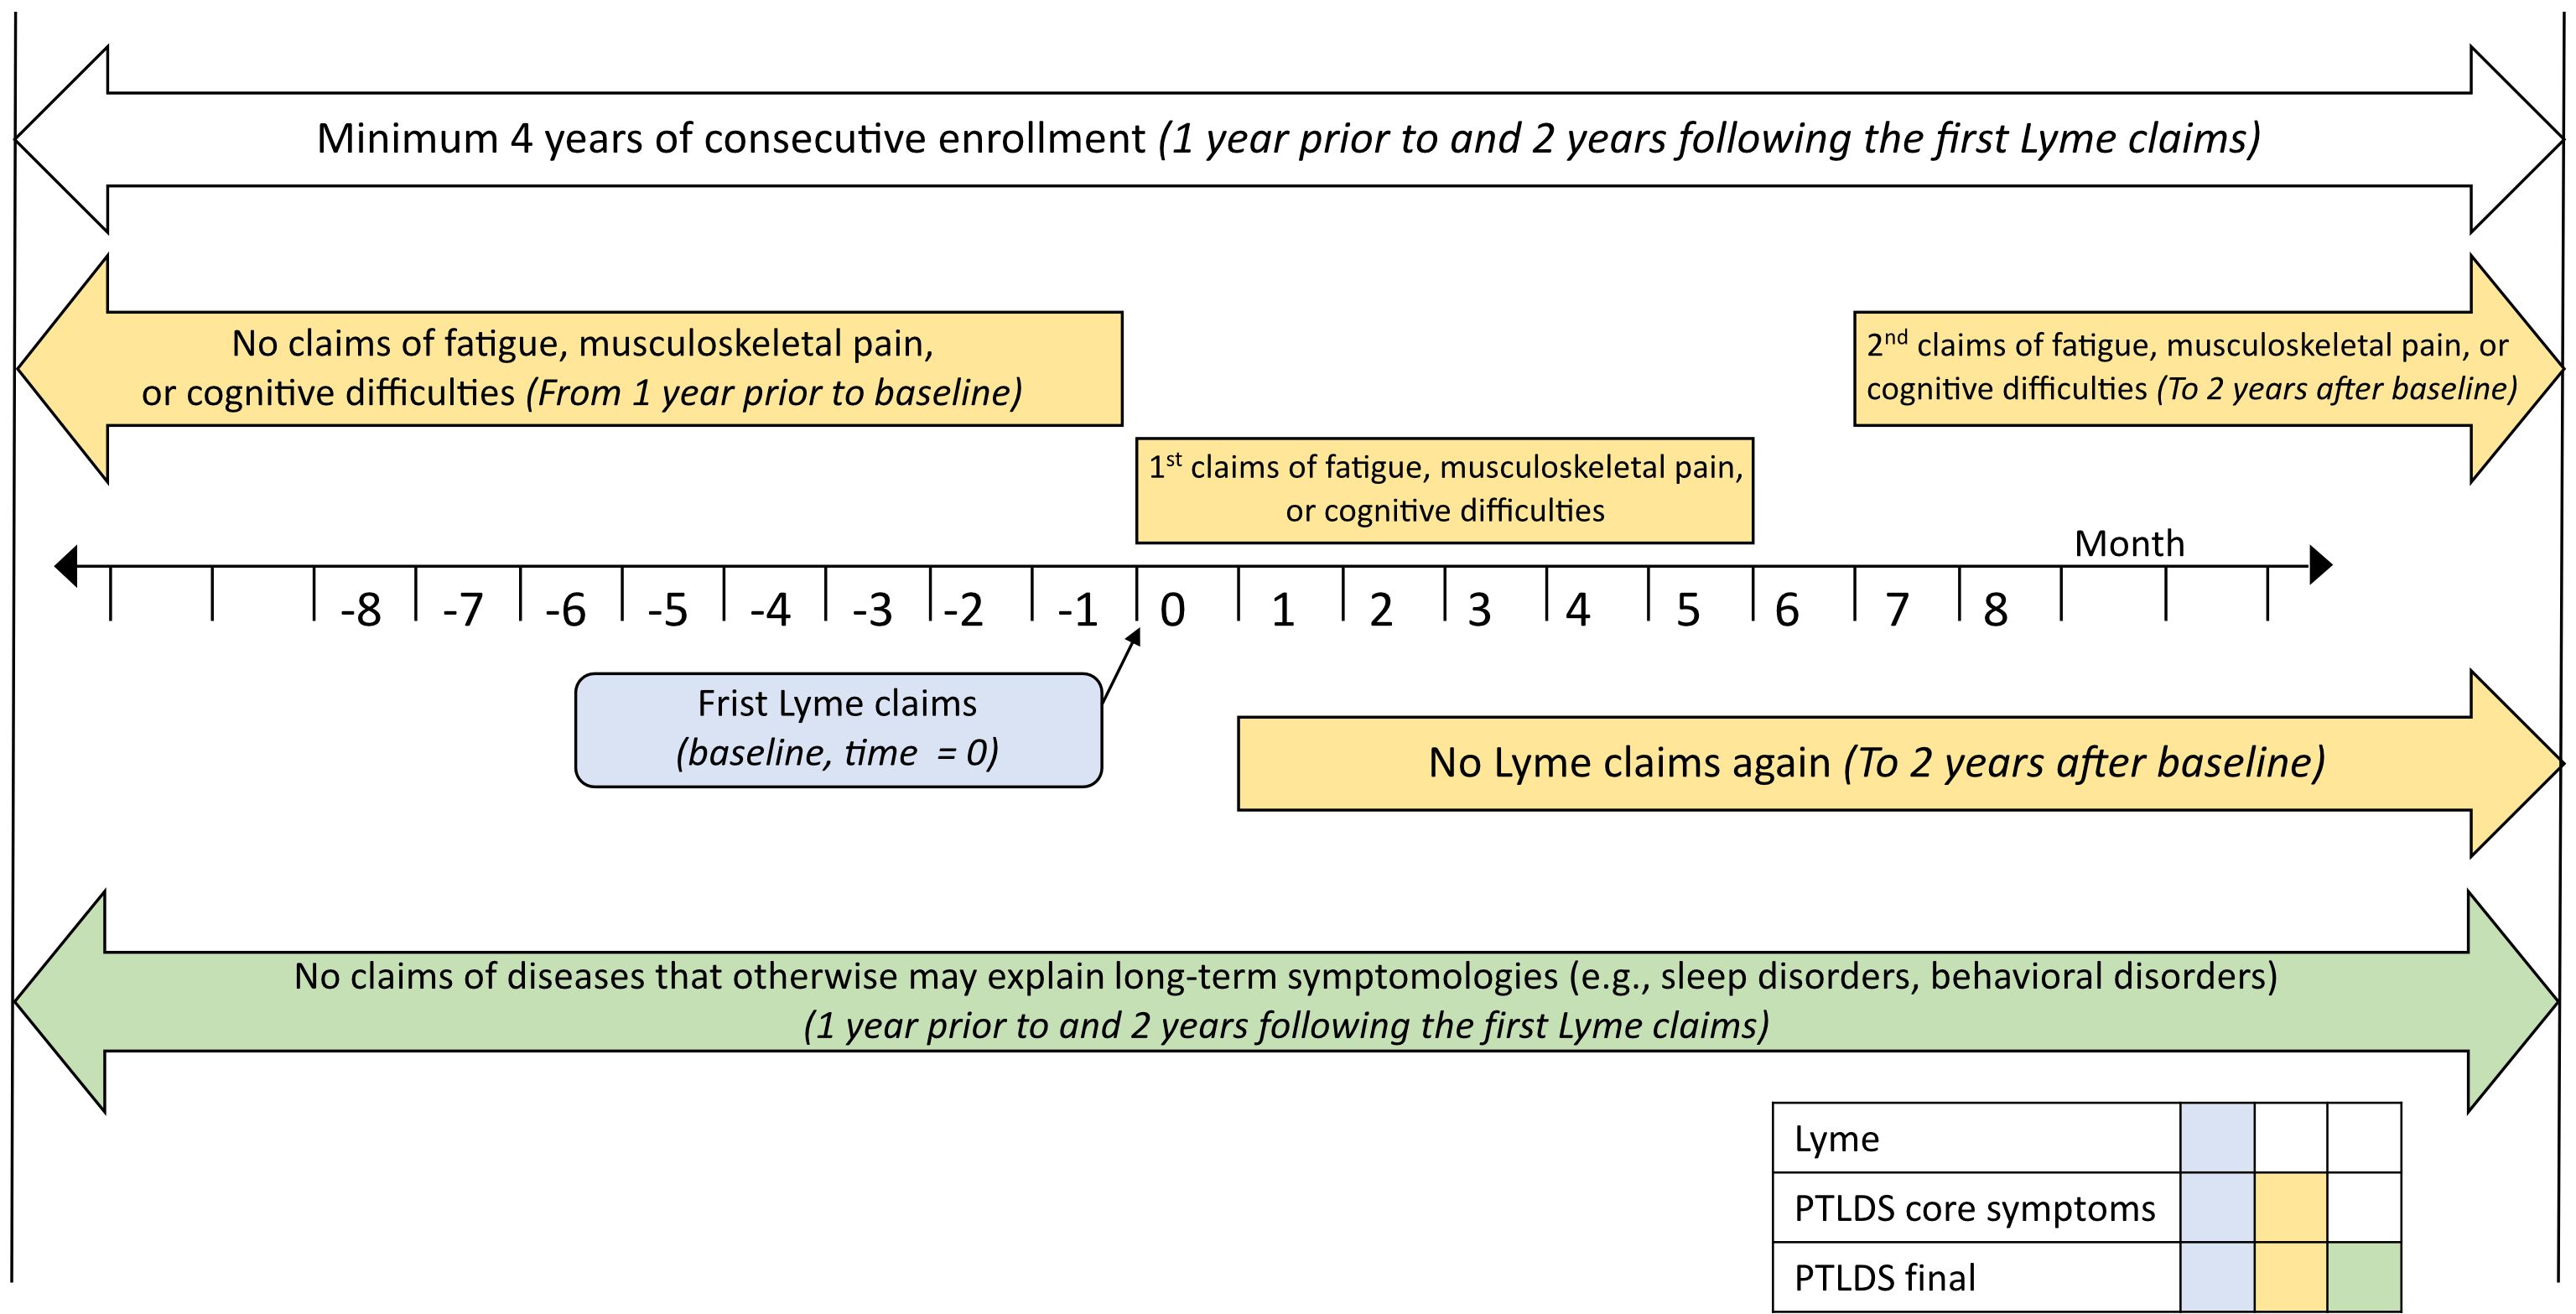 Minimum 4 years of consecutive enrollment (1 year prior to and 2 years following the first Lyme claims)
No claims of fatigue, musculoskeletal pain,
or cognitive difficulties (From 1 year prior to baseline)
2nd claims of fatigue, musculoskeletal pain, or
cognitive difficulties (To 2 years after baseline)
1st claims of fatigue, musculoskeletal pain,
or cognitive difficulties
Month
-8 -7 -6 -5 -4 -3 -2 -1 0 1 2 3 4 5 6 7 8
Frist Lyme claims
(baseline, time = 0)
No Lyme claims again (To 2 years after baseline)
No claims of diseases that otherwise may explain long-term symptomologies (e.g., sleep disorders, behavioral disorders)
(1 year prior to and 2 years following the first Lyme claims)
Lyme
PTLDS core symptoms
PTLDS final